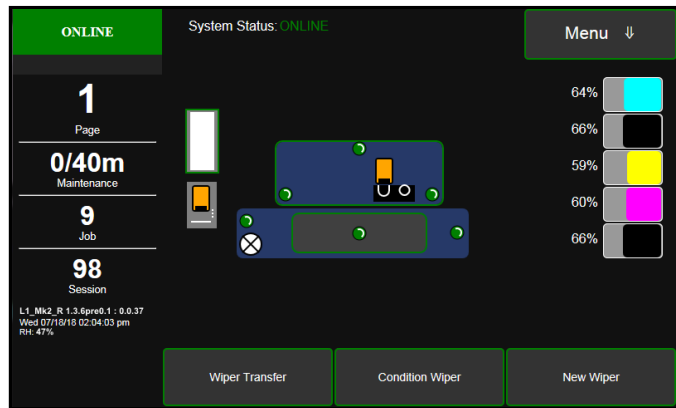 ONLINE
System Status: ONLINE
Menu ⇓
1
Page
0/40m
Maintenance
9
Job
98
Session
L1_Mk2_R 1.3.6pre0.1 : 0.0.37
Wed 07/18/18 02:04:03 pm
RH: 47%
64%
66%
59%
60%
66%
Wiper Transfer
Condition Wiper
New Wiper